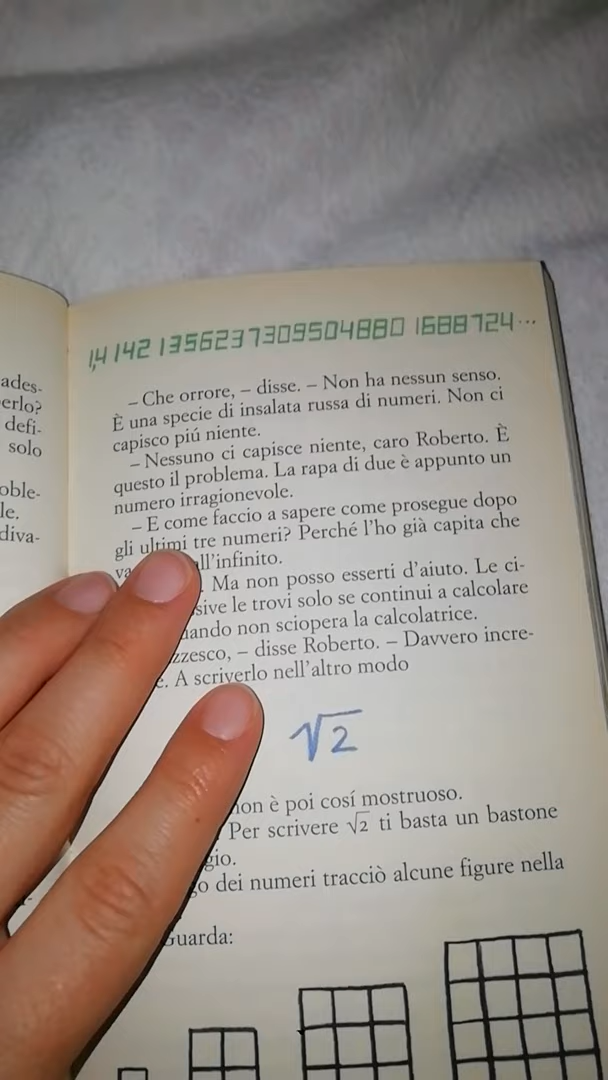 ades-
erlo?
defi-
solo
oble-
le.
diva-
1,414213562373095048801688724...
– Che orrore, – disse. – Non ha nessun senso.
È una specie di insalata russa di numeri. Non ci
capisco piú niente.
– Nessuno ci capisce niente, caro Roberto. È
questo il problema. La rapa di due è appunto un
numero irragionevole.
– E come faccio a sapere come prosegue dopo
gli ultimi tre numeri? Perché l'ho già capita che
va ll'infinito.
. Ma non posso esserti d'aiuto. Le ci-
sive le trovi solo se continui a calcolare
ando non sciopera la calcolatrice.
zzesco, – disse Roberto. – Davvero incre-
e. A scriverlo nell'altro modo
√2
non è poi cosí mostruoso.
Per scrivere √2 ti basta un bastone
gio.
o dei numeri tracciò alcune figure nella
Guarda: